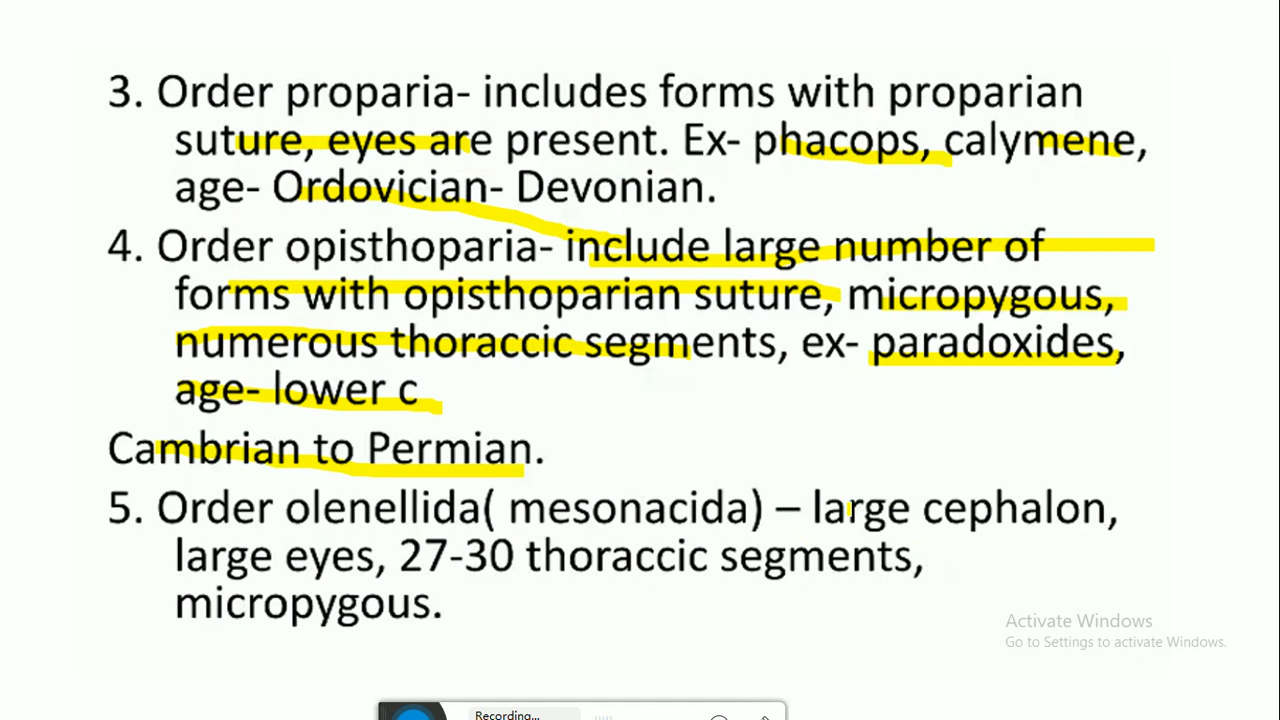 3. Order proparia- includes forms with proparian
suture, eyes are present. Ex- phacops, calymene,
age- Ordovician- Devonian.
4. Order opisthoparia- include large number of
forms with opisthoparian suture, micropygous,
numerous thoraccic segments, ex- paradoxides,
age- lower c
Cambrian to Permian.
5. Order olenellida( mesonacida) – large cephalon,
large eyes, 27-30 thoraccic segments,
micropygous.
Activate Windows
Go to Settings to activate Windows.
Recording...